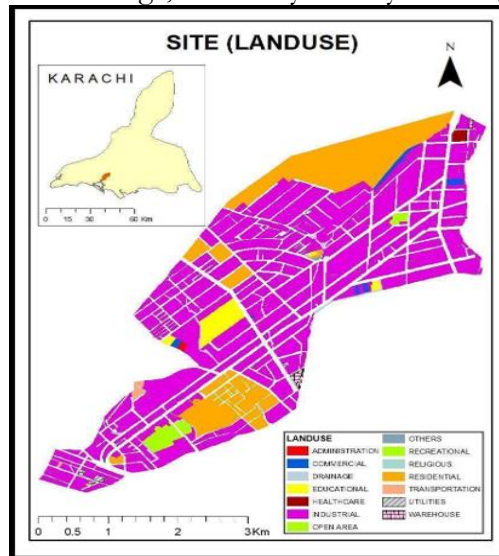 SITE (LANDUSE)
N
KARACHI
0 15 30 60 Km
LANDUSE
ADMINISTRATION
COMMERCIAL
DRAINAGE
EDUCATIONAL
HEALTHCARE
INDUSTRIAL
OPEN AREA
OTHERS
RECREATIONAL
RELIGIOUS
RESIDENTIAL
TRANSPORTATION
UTILITIES
WAREHOUSE
0 0.5 1 2 3Km